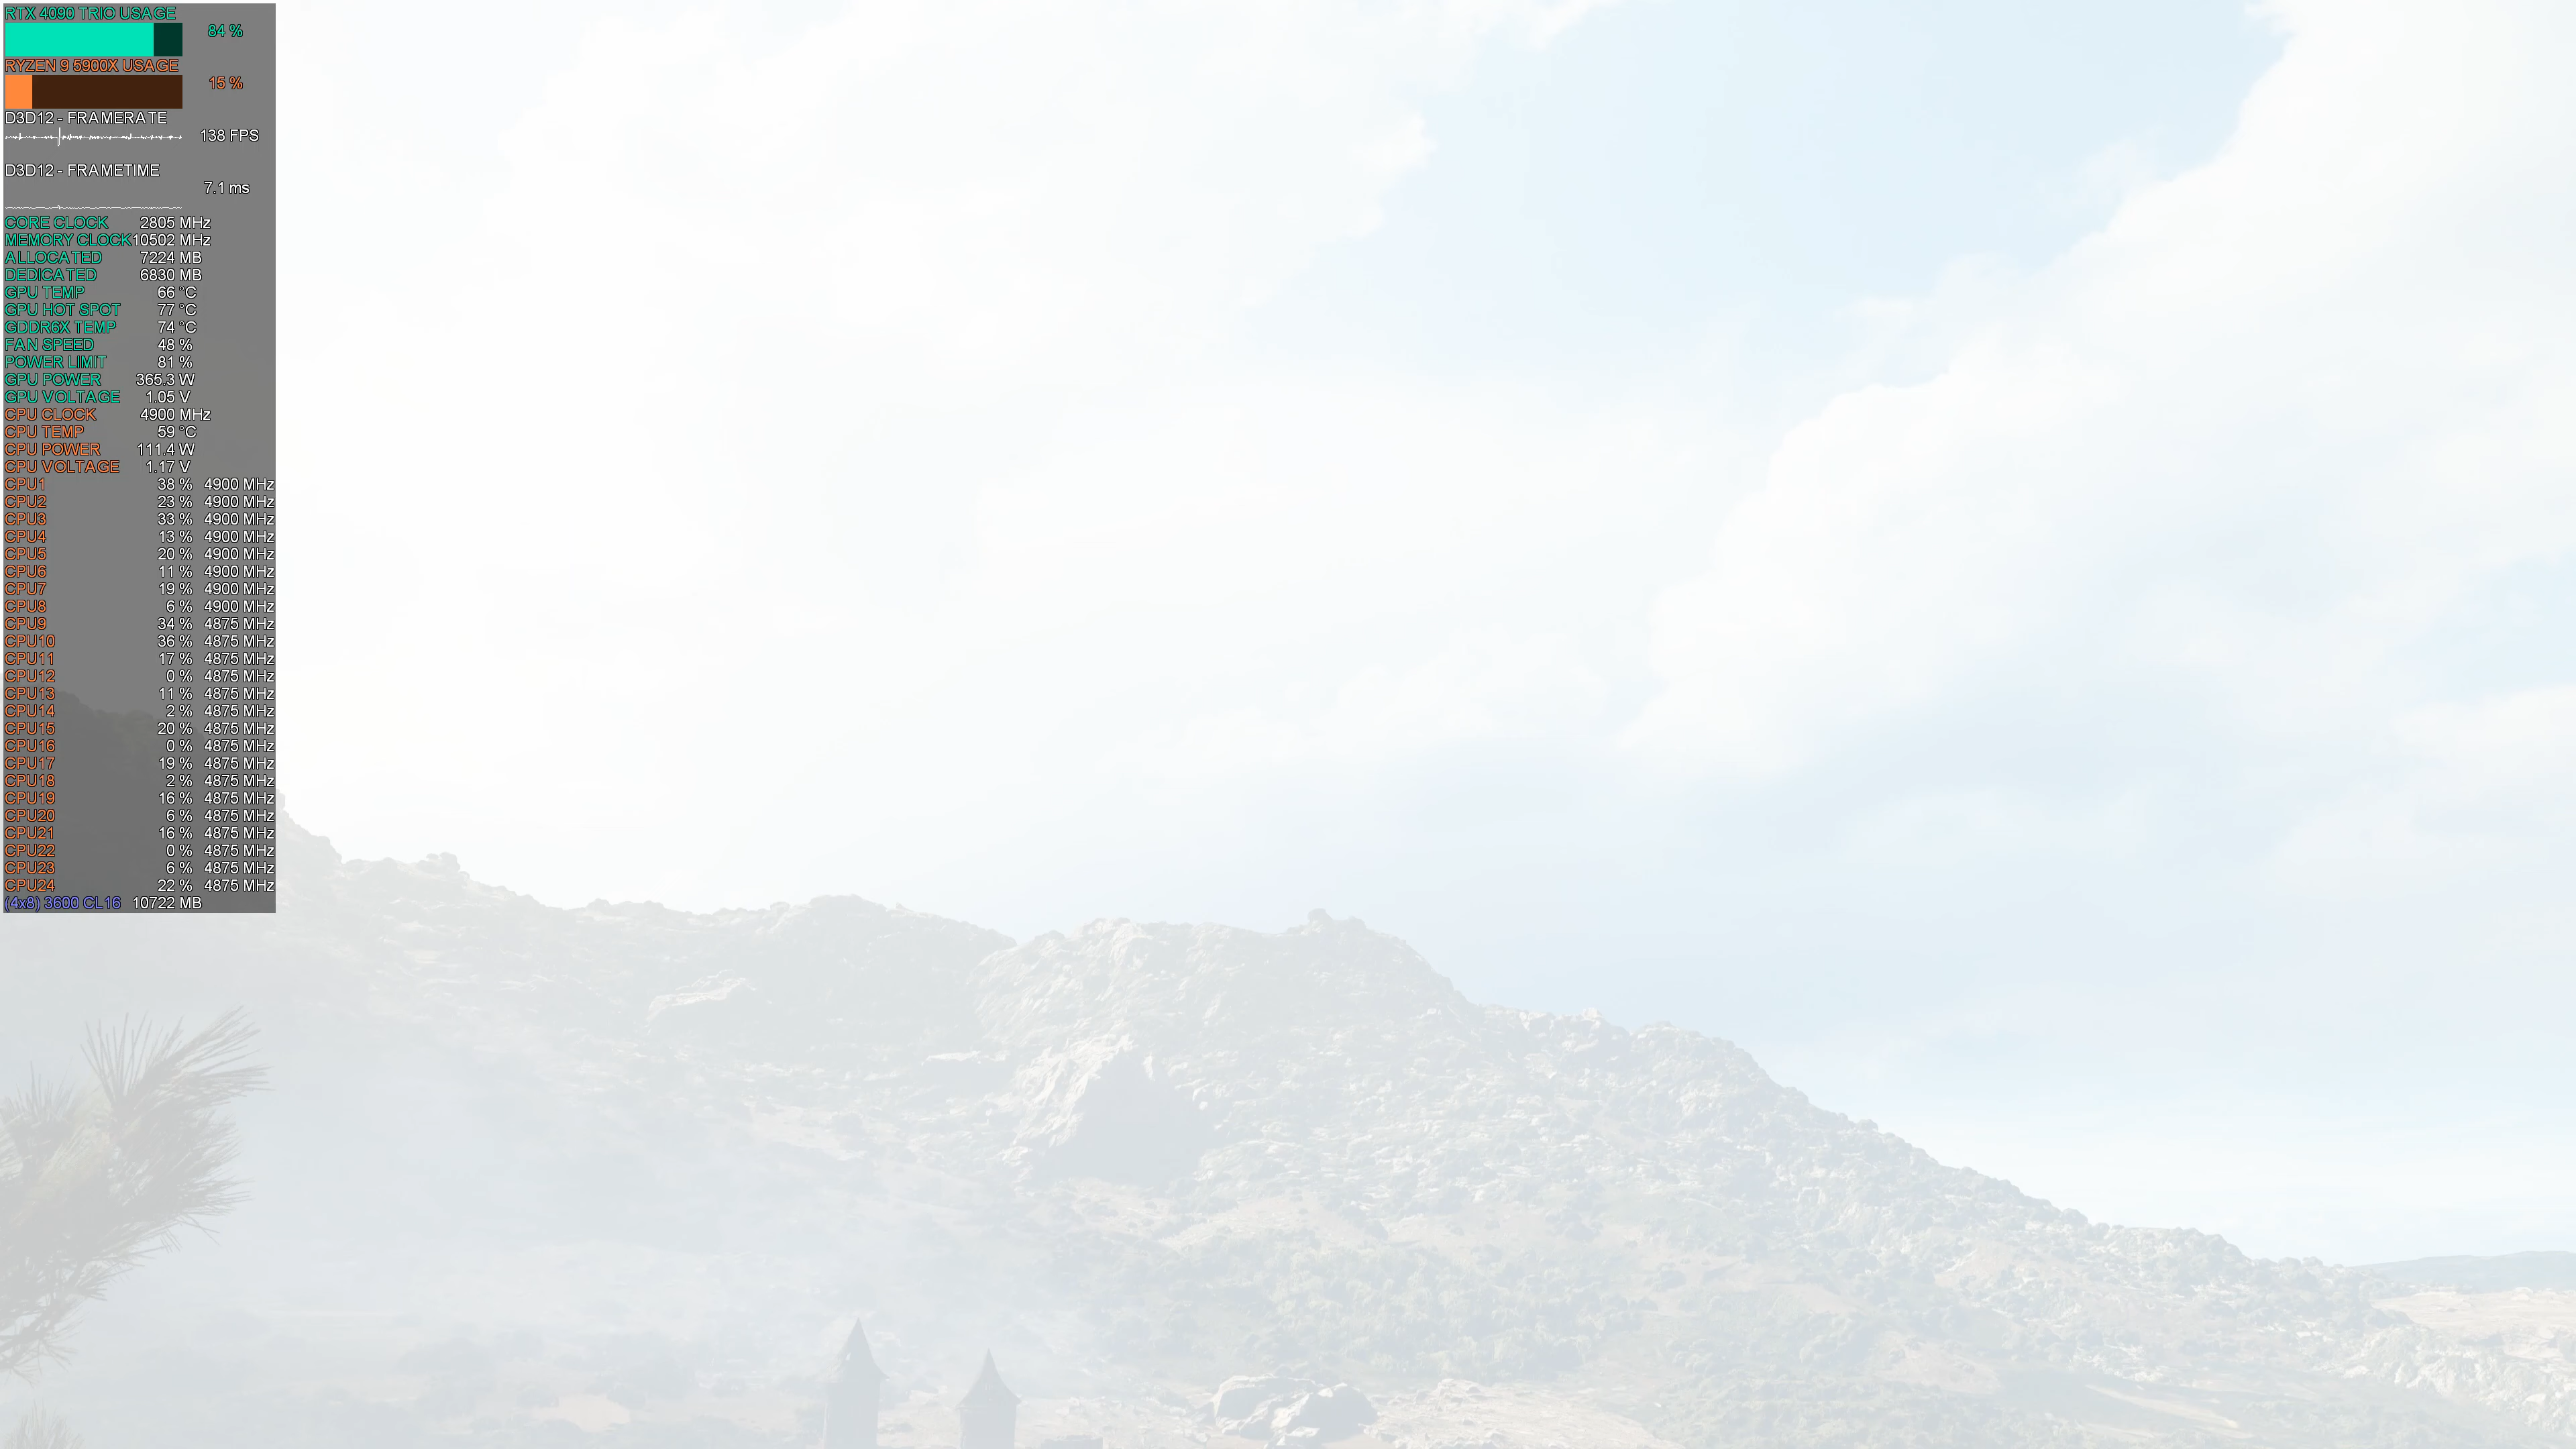 RTX 4090 TRIO USAGE
84 %
RYZEN 9 5900X USAGE
15 %
D3D12 - FRAMERATE
138 FPS
D3D12 - FRAMETIME
7.1 ms
CORE CLOCK 2805 MHz
MEMORY CLOCK 10502 MHz
ALLOCATED 7224 MB
DEDICATED 6830 MB
GPU TEMP 66 °C
GPU HOT SPOT 77 °C
GDDR6X TEMP 74 °C
FAN SPEED 48 %
POWER LIMIT 81 %
GPU POWER 365.3 W
GPU VOLTAGE 1.05 V
CPU CLOCK 4900 MHz
CPU TEMP 59 °C
CPU POWER 111.4 W
CPU VOLTAGE 1.17 V
CPU1 38 % 4900 MHz
CPU2 23 % 4900 MHz
CPU3 33 % 4900 MHz
CPU4 13 % 4900 MHz
CPU5 20 % 4900 MHz
CPU6 11 % 4900 MHz
CPU7 19 % 4900 MHz
CPU8 6 % 4900 MHz
CPU9 34 % 4875 MHz
CPU10 36 % 4875 MHz
CPU11 17 % 4875 MHz
CPU12 0 % 4875 MHz
CPU13 11 % 4875 MHz
CPU14 2 % 4875 MHz
CPU15 20 % 4875 MHz
CPU16 0 % 4875 MHz
CPU17 19 % 4875 MHz
CPU18 2 % 4875 MHz
CPU19 16 % 4875 MHz
CPU20 6 % 4875 MHz
CPU21 16 % 4875 MHz
CPU22 0 % 4875 MHz
CPU23 6 % 4875 MHz
CPU24 22 % 4875 MHz
(4x8) 3600 CL16 10722 MB